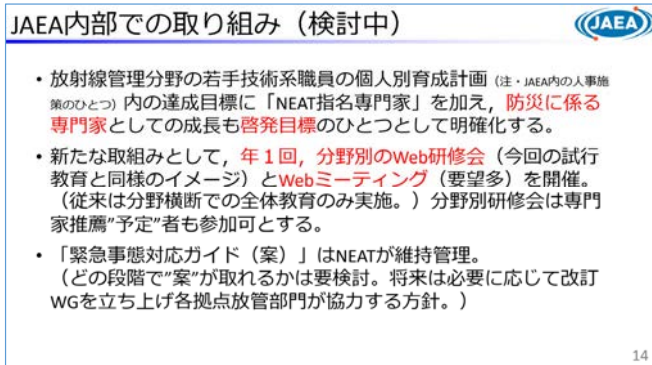 JAEA内部での取り組み（検討中）
JAEA
• 放射線管理分野の若手技術系職員の個人別育成計画（注・JAEA内の人事施
策のひとつ）内の達成目標に「NEAT指名専門家」を加え，防災に係る
専門家としての成長も啓発目標のひとつとして明確化する。
• 新たな取組みとして，年１回，分野別のWeb研修会（今回の試行
教育と同様のイメージ）とWebミーティング（要望多）を開催。
（従来は分野横断での全体教育のみ実施。）分野別研修会は専門
家推薦”予定”者も参加可とする。
• 「緊急事態対応ガイド（案）」はNEATが維持管理。
（どの段階で”案”が取れるかは要検討。将来は必要に応じて改訂
WGを立ち上げ各拠点放管部門が協力する方針。）
14